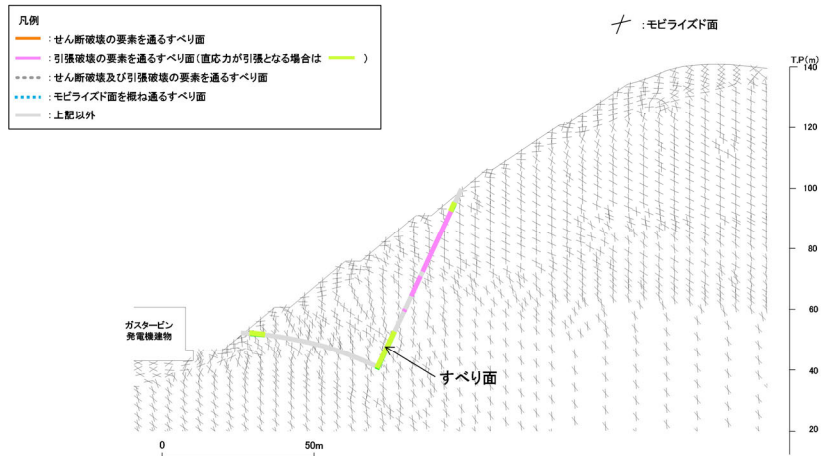 凡例
：せん断破壊の要素を通るすべり面
：引張破壊の要素を通るすべり面(直応力が引張となる場合は　　)
：せん断破壊及び引張破壊の要素を通るすべり面
：モビライズド面を概ね通るすべり面
：上記以外
：モビライズド面
T.P(m)
140
120
100
80
60
40
20
ガスタービン
発電機建物
すべり面
0 50m